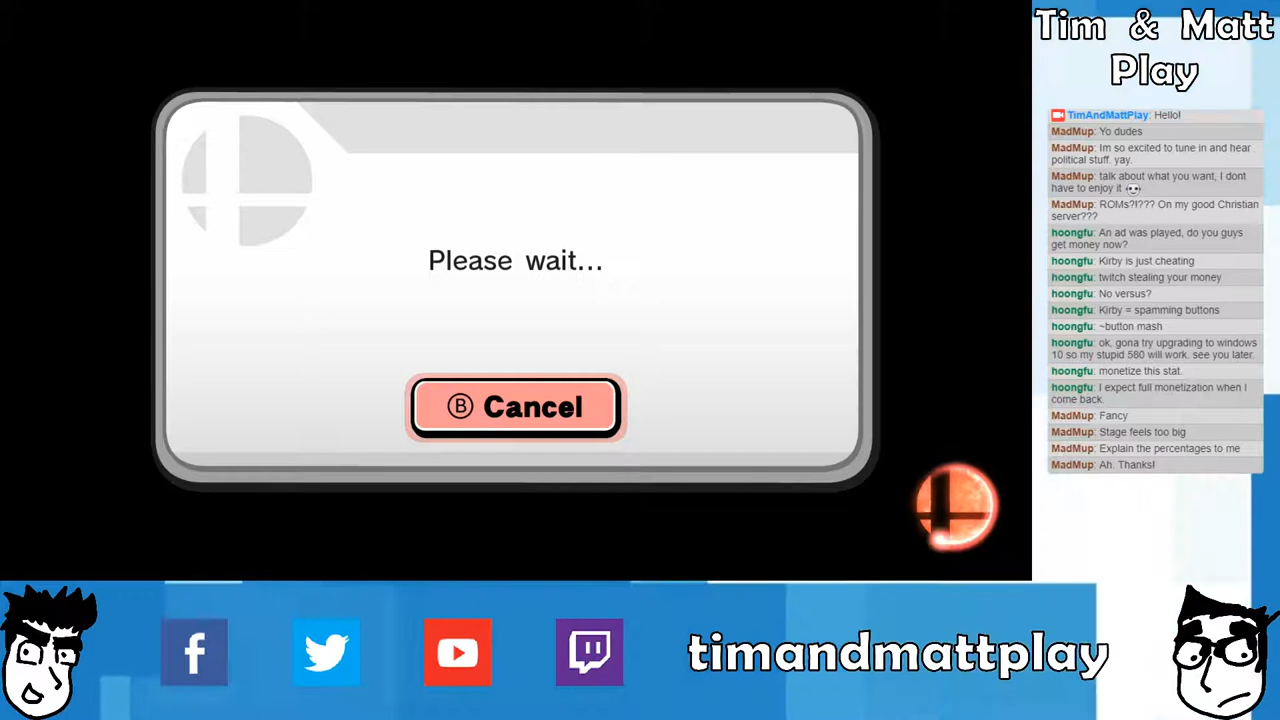 Please wait...
Ⓑ Cancel
Tim & Matt
Play
TimAndMattPlay: Hello!
MadMup: Yo dudes
MadMup: Im so excited to tune in and hear
political stuff. yay.
MadMup: talk about what you want, I dont
have to enjoy it
MadMup: ROMs?!??? On my good Christian
server???
hoongfu: An ad was played, do you guys
get money now?
hoongfu: Kirby is just cheating
hoongfu: twitch stealing your money
hoongfu: No versus?
hoongfu: Kirby = spamming buttons
hoongfu: ~button mash
hoongfu: ok, gona try upgrading to windows
10 so my stupid 580 will work. see you later.
hoongfu: monetize this stat.
hoongfu: I expect full monetization when I
come back.
MadMup: Fancy
MadMup: Stage feels too big
MadMup: Explain the percentages to me
MadMup: Ah. Thanks!
timandmattplay